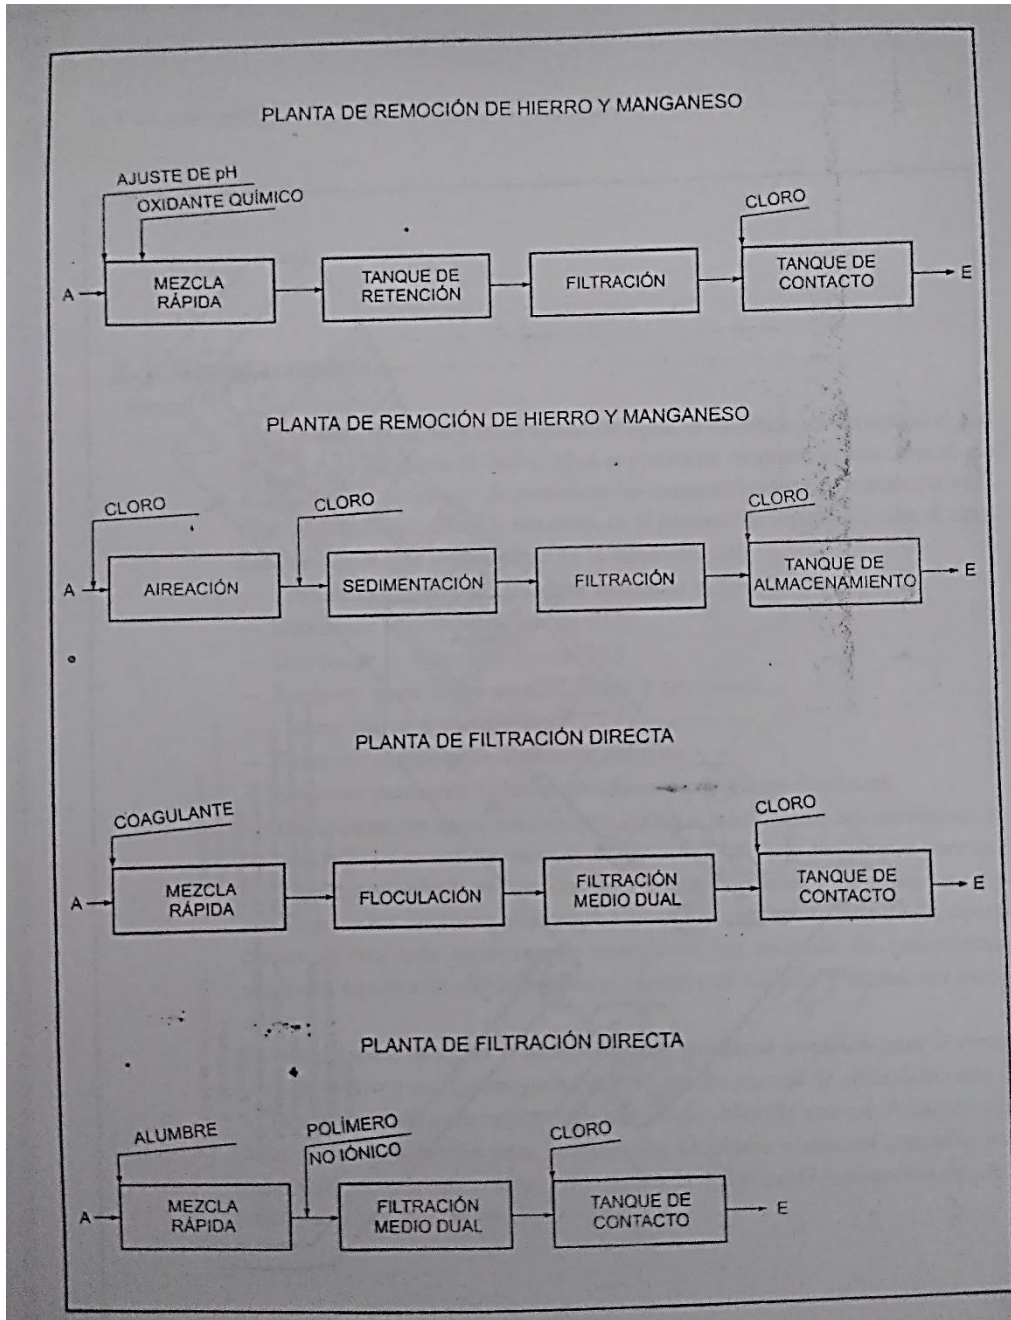 PLANTA DE REMOCIÓN DE HIERRO Y MANGANESO
AJUSTE DE pH
OXIDANTE QUÍMICO
CLORO
A
MEZCLA
RÁPIDA
TANQUE DE
RETENCIÓN
FILTRACIÓN
TANQUE DE
CONTACTO
E
PLANTA DE REMOCIÓN DE HIERRO Y MANGANESO
CLORO
CLORO
CLORO
A
AIREACIÓN
SEDIMENTACIÓN
FILTRACIÓN
TANQUE DE
ALMACENAMIENTO
E
PLANTA DE FILTRACIÓN DIRECTA
COAGULANTE
CLORO
A
MEZCLA
RÁPIDA
FLOCULACIÓN
FILTRACIÓN
MEDIO DUAL
TANQUE DE
CONTACTO
E
PLANTA DE FILTRACIÓN DIRECTA
ALUMBRE
POLÍMERO
NO IÓNICO
CLORO
A
MEZCLA
RÁPIDA
FILTRACIÓN
MEDIO DUAL
TANQUE DE
CONTACTO
E